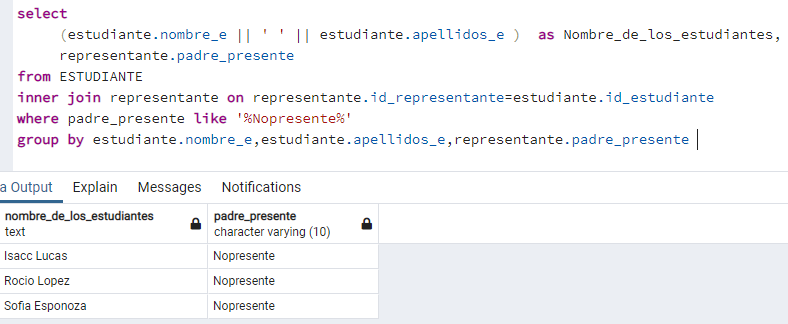 select
(estudiante.nombre_e || ' ' || estudiante.apellidos_e ) as Nombre_de_los_estudiantes,
representante.padre_presente
from ESTUDIANTE
inner join representante on representante.id_representante=estudiante.id_estudiante
where padre_presente like '%Nopresente%'
group by estudiante.nombre_e,estudiante.apellidos_e,representante.padre_presente
a Output Explain Messages Notifications
nombre_de_los_estudiantes padre_presente
text character varying (10)
Isacc Lucas Nopresente
Rocio Lopez Nopresente
Sofia Esponoza Nopresente